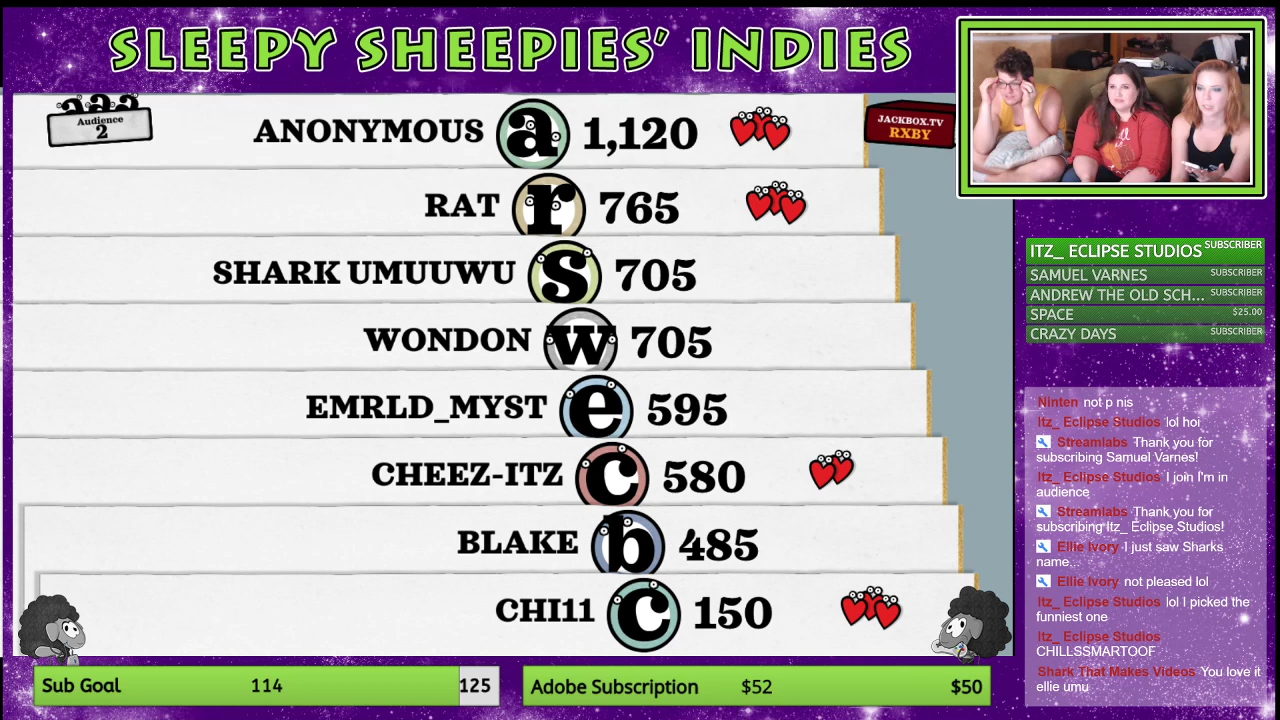 SLEEPY SHEEPIES' INDIES
Audience
2
JACKBOX.TV
RXBY
ANONYMOUS a 1,120
RAT r 765
SHARK UMUUWU s 705
WONDON w 705
EMRLD_MYST e 595
CHEEZ-ITZ c 580
BLAKE b 485
CHI11 c 150
ITZ_ ECLIPSE STUDIOS SUBSCRIBER
SAMUEL VARNES SUBSCRIBER
ANDREW THE OLD SCH... SUBSCRIBER
SPACE $25.00
CRAZY DAYS SUBSCRIBER
Ninten not p nis
Itz_ Eclipse Studios lol hoi
Streamlabs Thank you for
subscribing Samuel Varnes!
Itz_ Eclipse Studios I join I'm in
audience
Streamlabs Thank you for
subscribing Itz_ Eclipse Studios!
Ellie Ivory I just saw Sharks
name...
Ellie Ivory not pleased lol
Itz_ Eclipse Studios lol I picked the
funniest one
Itz_ Eclipse Studios
CHILLSSMARTOOF
Shark That Makes Videos You love it
ellie umu
Sub Goal 114 125
Adobe Subscription $52 $50